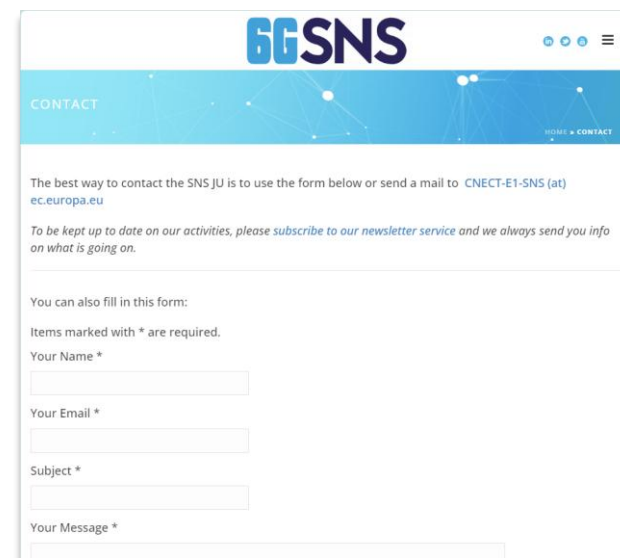 6GSNS
CONTACT
HOME » CONTACT
The best way to contact the SNS JU is to use the form below or send a mail to CNECT-E1-SNS (at)
ec.europa.eu
To be kept up to date on our activities, please subscribe to our newsletter service and we always send you info
on what is going on.
You can also fill in this form:
Items marked with * are required.
Your Name *
Your Email *
Subject *
Your Message *